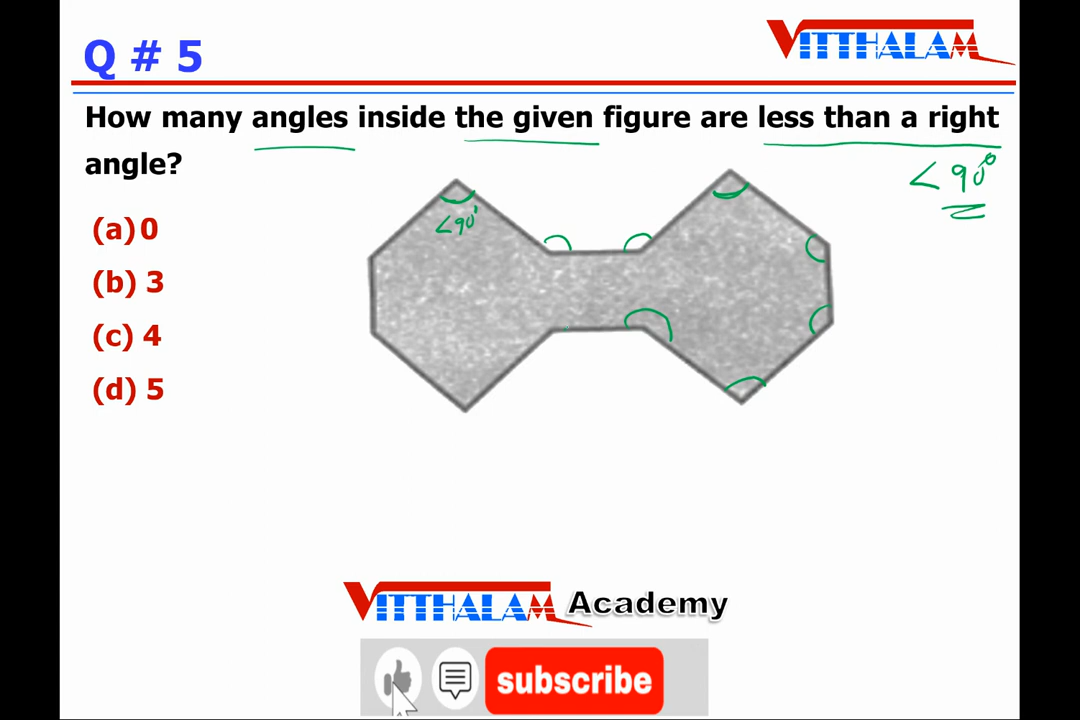 Q # 5
VITTHALAM
How many angles inside the given figure are less than a right
angle?
<90°
(a) 0
<90°
(b) 3
(c) 4
(d) 5
VITTHALAM Academy
subscribe